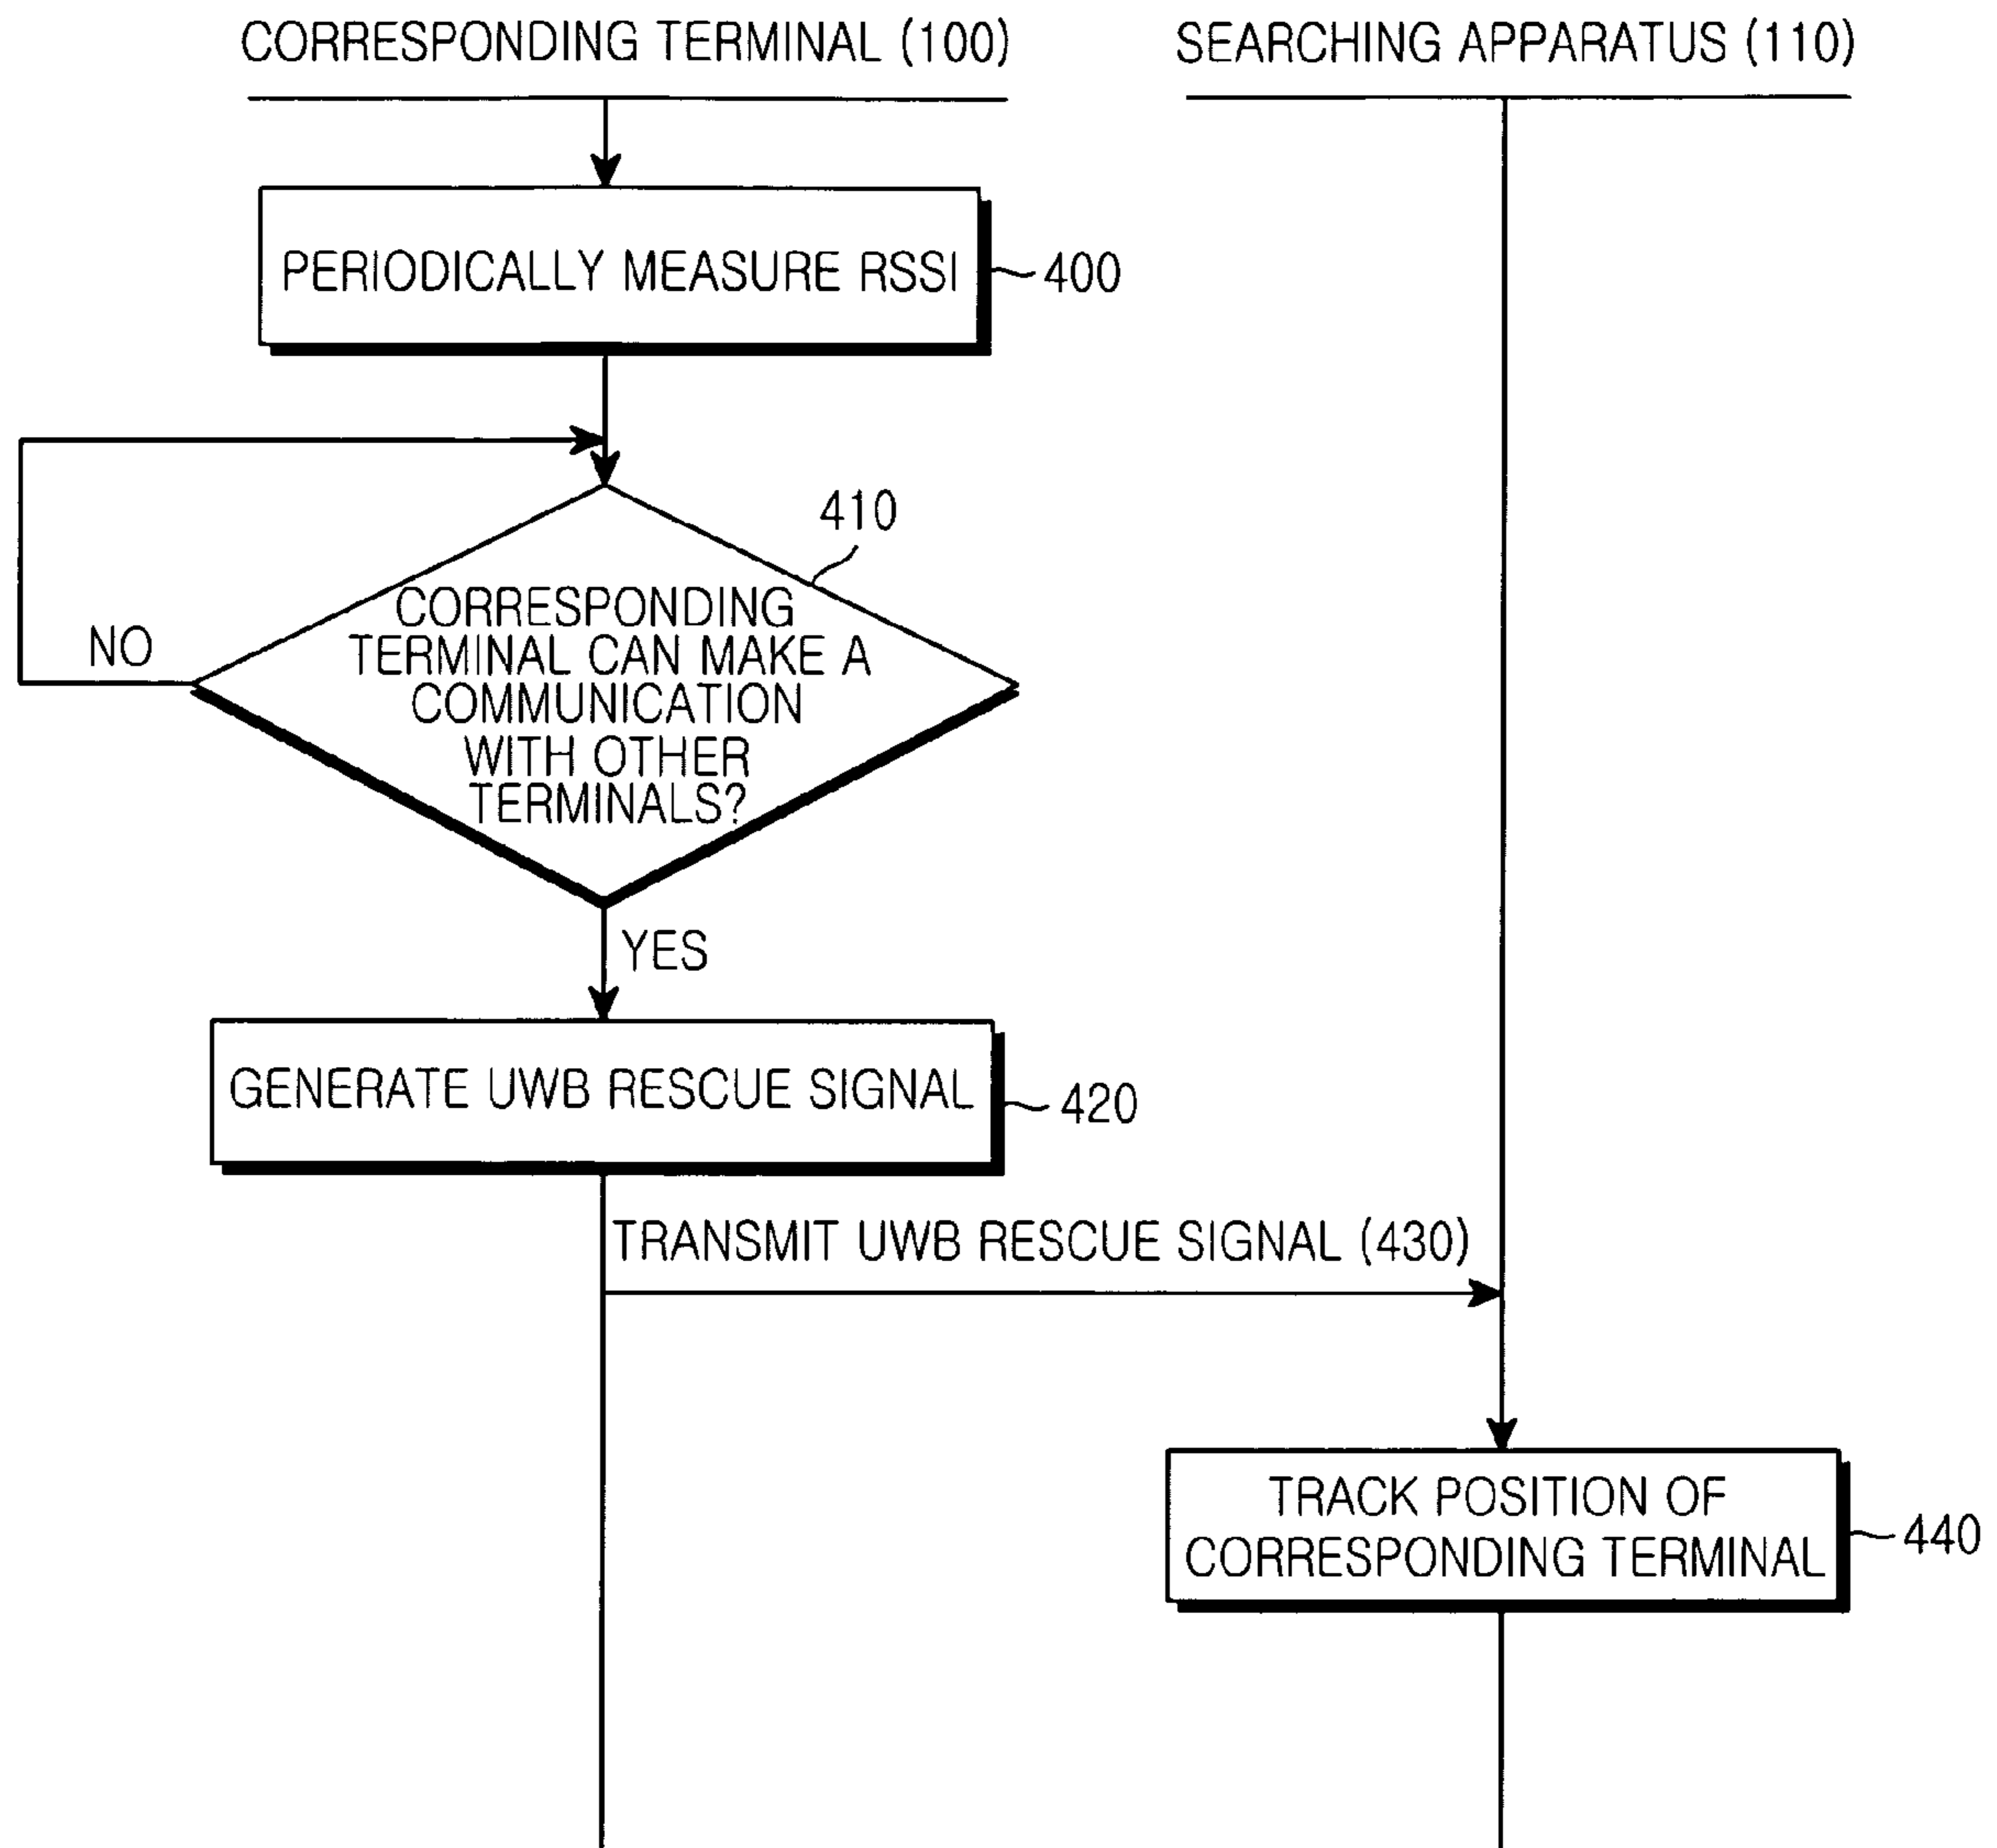 CORRESPONDING TERMINAL (100)
SEARCHING APPARATUS (110)
PERIODICALLY MEASURE RSSI
400
410
CORRESPONDING
TERMINAL CAN MAKE A
COMMUNICATION
WITH OTHER
TERMINALS?
NO
YES
GENERATE UWB RESCUE SIGNAL
420
TRANSMIT UWB RESCUE SIGNAL (430)
TRACK POSITION OF
CORRESPONDING TERMINAL
440